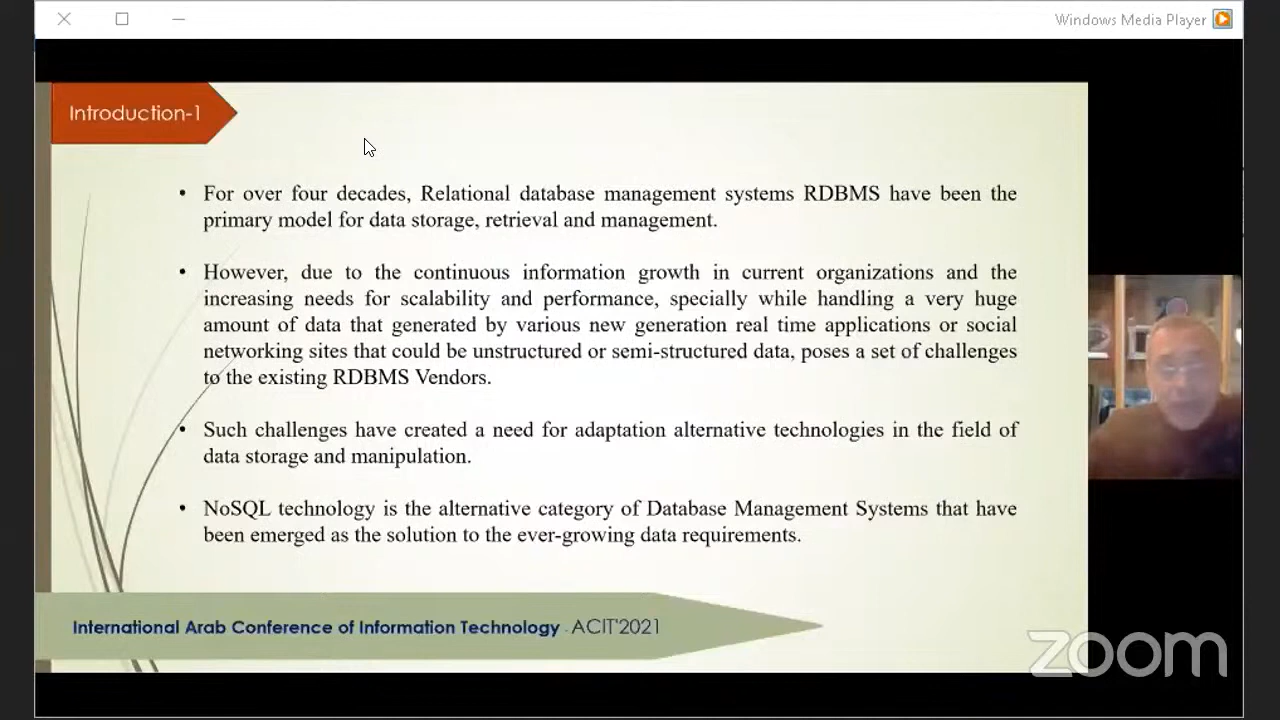 Windows Media Player
Introduction-1
• For over four decades, Relational database management systems RDBMS have been the
primary model for data storage, retrieval and management.
• However, due to the continuous information growth in current organizations and the
increasing needs for scalability and performance, specially while handling a very huge
amount of data that generated by various new generation real time applications or social
networking sites that could be unstructured or semi-structured data, poses a set of challenges
to the existing RDBMS Vendors.
• Such challenges have created a need for adaptation alternative technologies in the field of
data storage and manipulation.
• NoSQL technology is the alternative category of Database Management Systems that have
been emerged as the solution to the ever-growing data requirements.
International Arab Conference of Information Technology - ACIT'2021
zoom